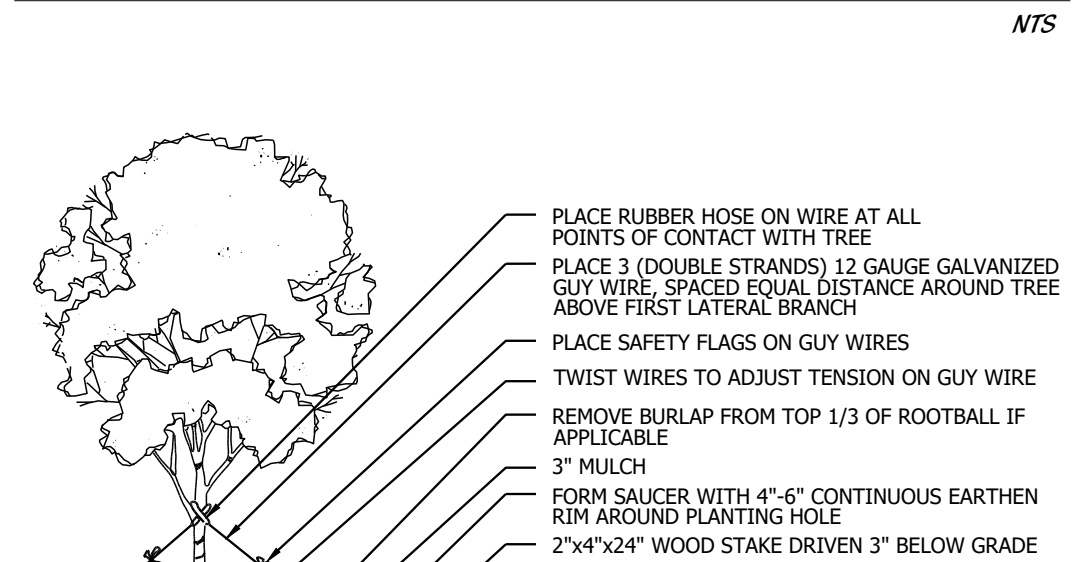 NTS
PLACE RUBBER HOSE ON WIRE AT ALL
POINTS OF CONTACT WITH TREE
PLACE 3 (DOUBLE STRANDS) 12 GAUGE GALVANIZED
GUY WIRE, SPACED EQUAL DISTANCE AROUND TREE
ABOVE FIRST LATERAL BRANCH
PLACE SAFETY FLAGS ON GUY WIRES
TWIST WIRES TO ADJUST TENSION ON GUY WIRE
REMOVE BURLAP FROM TOP 1/3 OF ROOTBALL IF
APPLICABLE
3" MULCH
FORM SAUCER WITH 4"-6" CONTINUOUS EARTHEN
RIM AROUND PLANTING HOLE
2"x4"x24" WOOD STAKE DRIVEN 3" BELOW GRADE